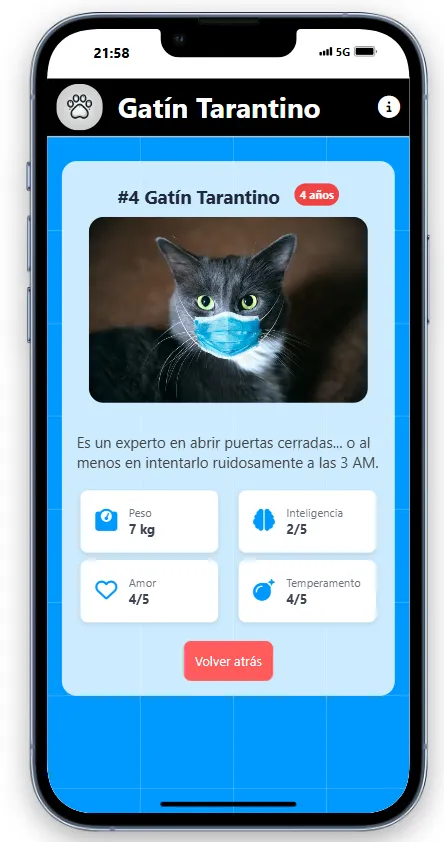 21:58
5G
Gatín Tarantino
#4 Gatín Tarantino
4 años
Es un experto en abrir puertas cerradas... o al
menos en intentarlo ruidosamente a las 3 AM.
Peso
7 kg
Inteligencia
2/5
Amor
4/5
Temperamento
4/5
Volver atrás